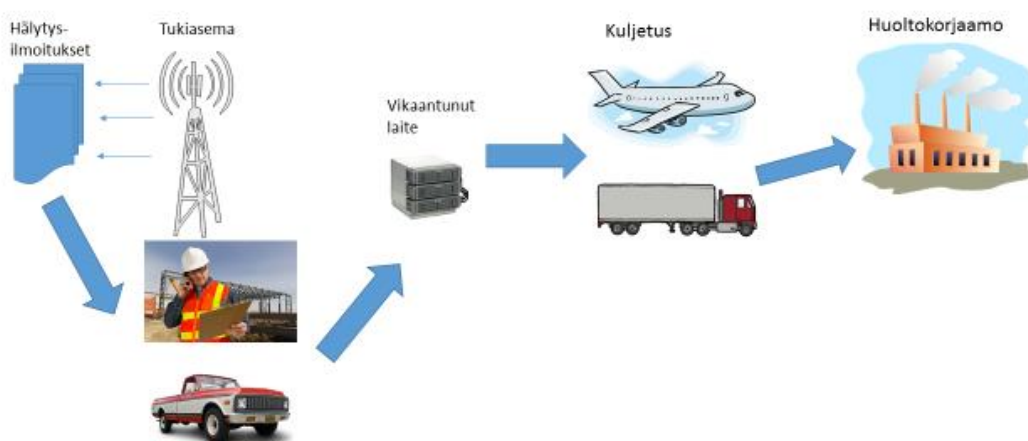 Hälytys-
ilmoitukset
Tukiasema
Vikaantunut
laite
Kuljetus
Huoltokorjaamo